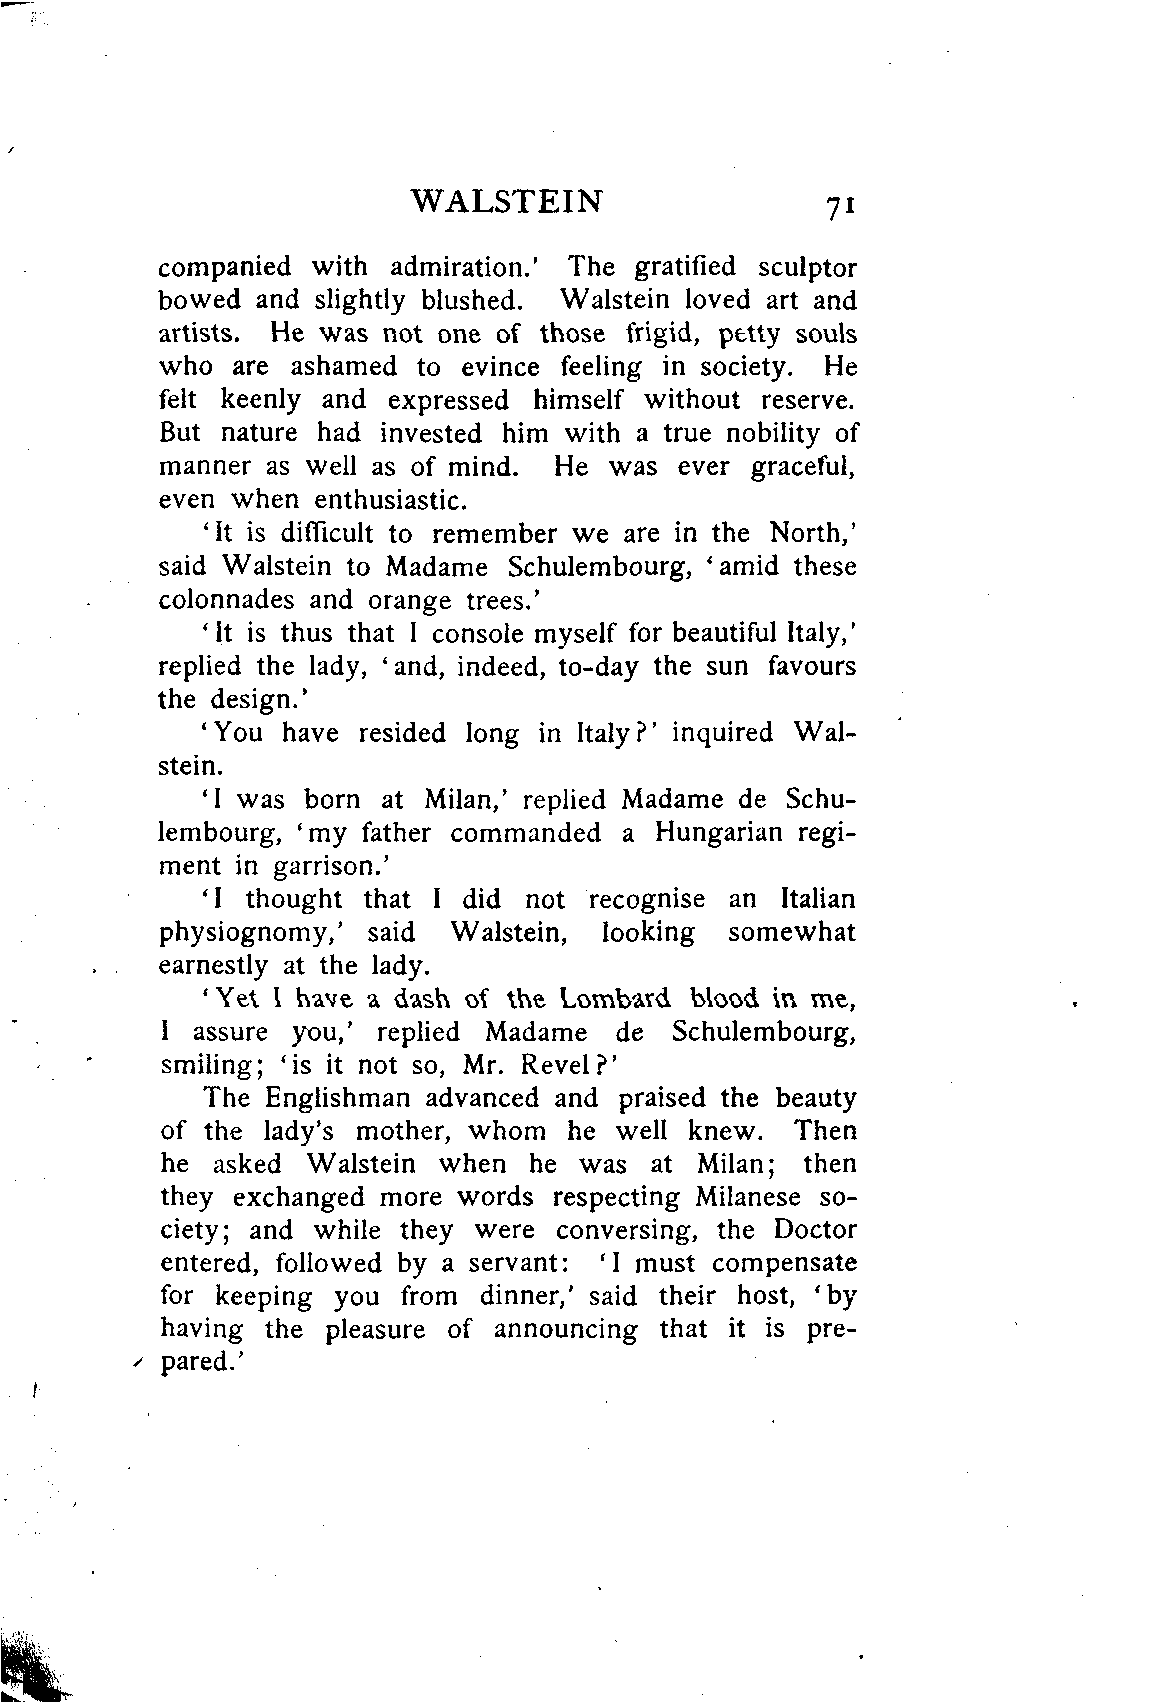 WALSTEIN 71
companied with admiration.' The gratified sculptor
bowed and slightly blushed. Walstein loved art and
artists. He was not one of those frigid, petty souls
who are ashamed to evince feeling in society. He
felt keenly and expressed himself without reserve.
But nature had invested him with a true nobility of
manner as well as of mind. He was ever graceful,
even when enthusiastic.
'It is difficult to remember we are in the North,'
said Walstein to Madame Schulembourg, 'amid these
colonnades and orange trees.'
'It is thus that I console myself for beautiful Italy,'
replied the lady, 'and, indeed, to-day the sun favours
the design.'
'You have resided long in Italy?' inquired Wal-
stein.
'I was born at Milan,' replied Madame de Schu-
lembourg, 'my father commanded a Hungarian regi-
ment in garrison.'
'I thought that I did not recognise an Italian
physiognomy,' said Walstein, looking somewhat
earnestly at the lady.
'Yet I have a dash of the Lombard blood in me,
I assure you,' replied Madame de Schulembourg,
smiling; 'is it not so, Mr. Revel?'
The Englishman advanced and praised the beauty
of the lady's mother, whom he well knew. Then
he asked Walstein when he was at Milan; then
they exchanged more words respecting Milanese so-
ciety; and while they were conversing, the Doctor
entered, followed by a servant: 'I must compensate
for keeping you from dinner,' said their host, 'by
having the pleasure of announcing that it is pre-
pared.'